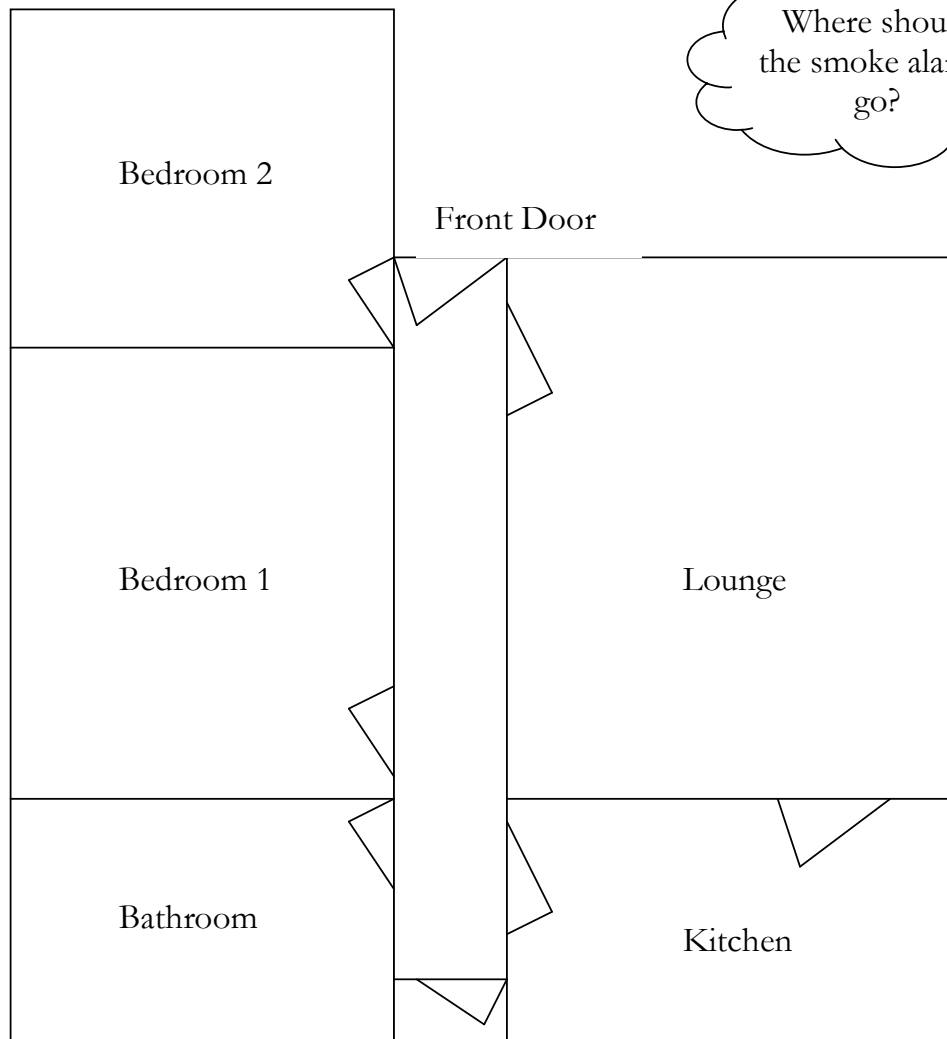 Where
the smoke
go?
Bedroom 2
Front Door
Bedroom 1
Lounge
Bathroom
Kitchen